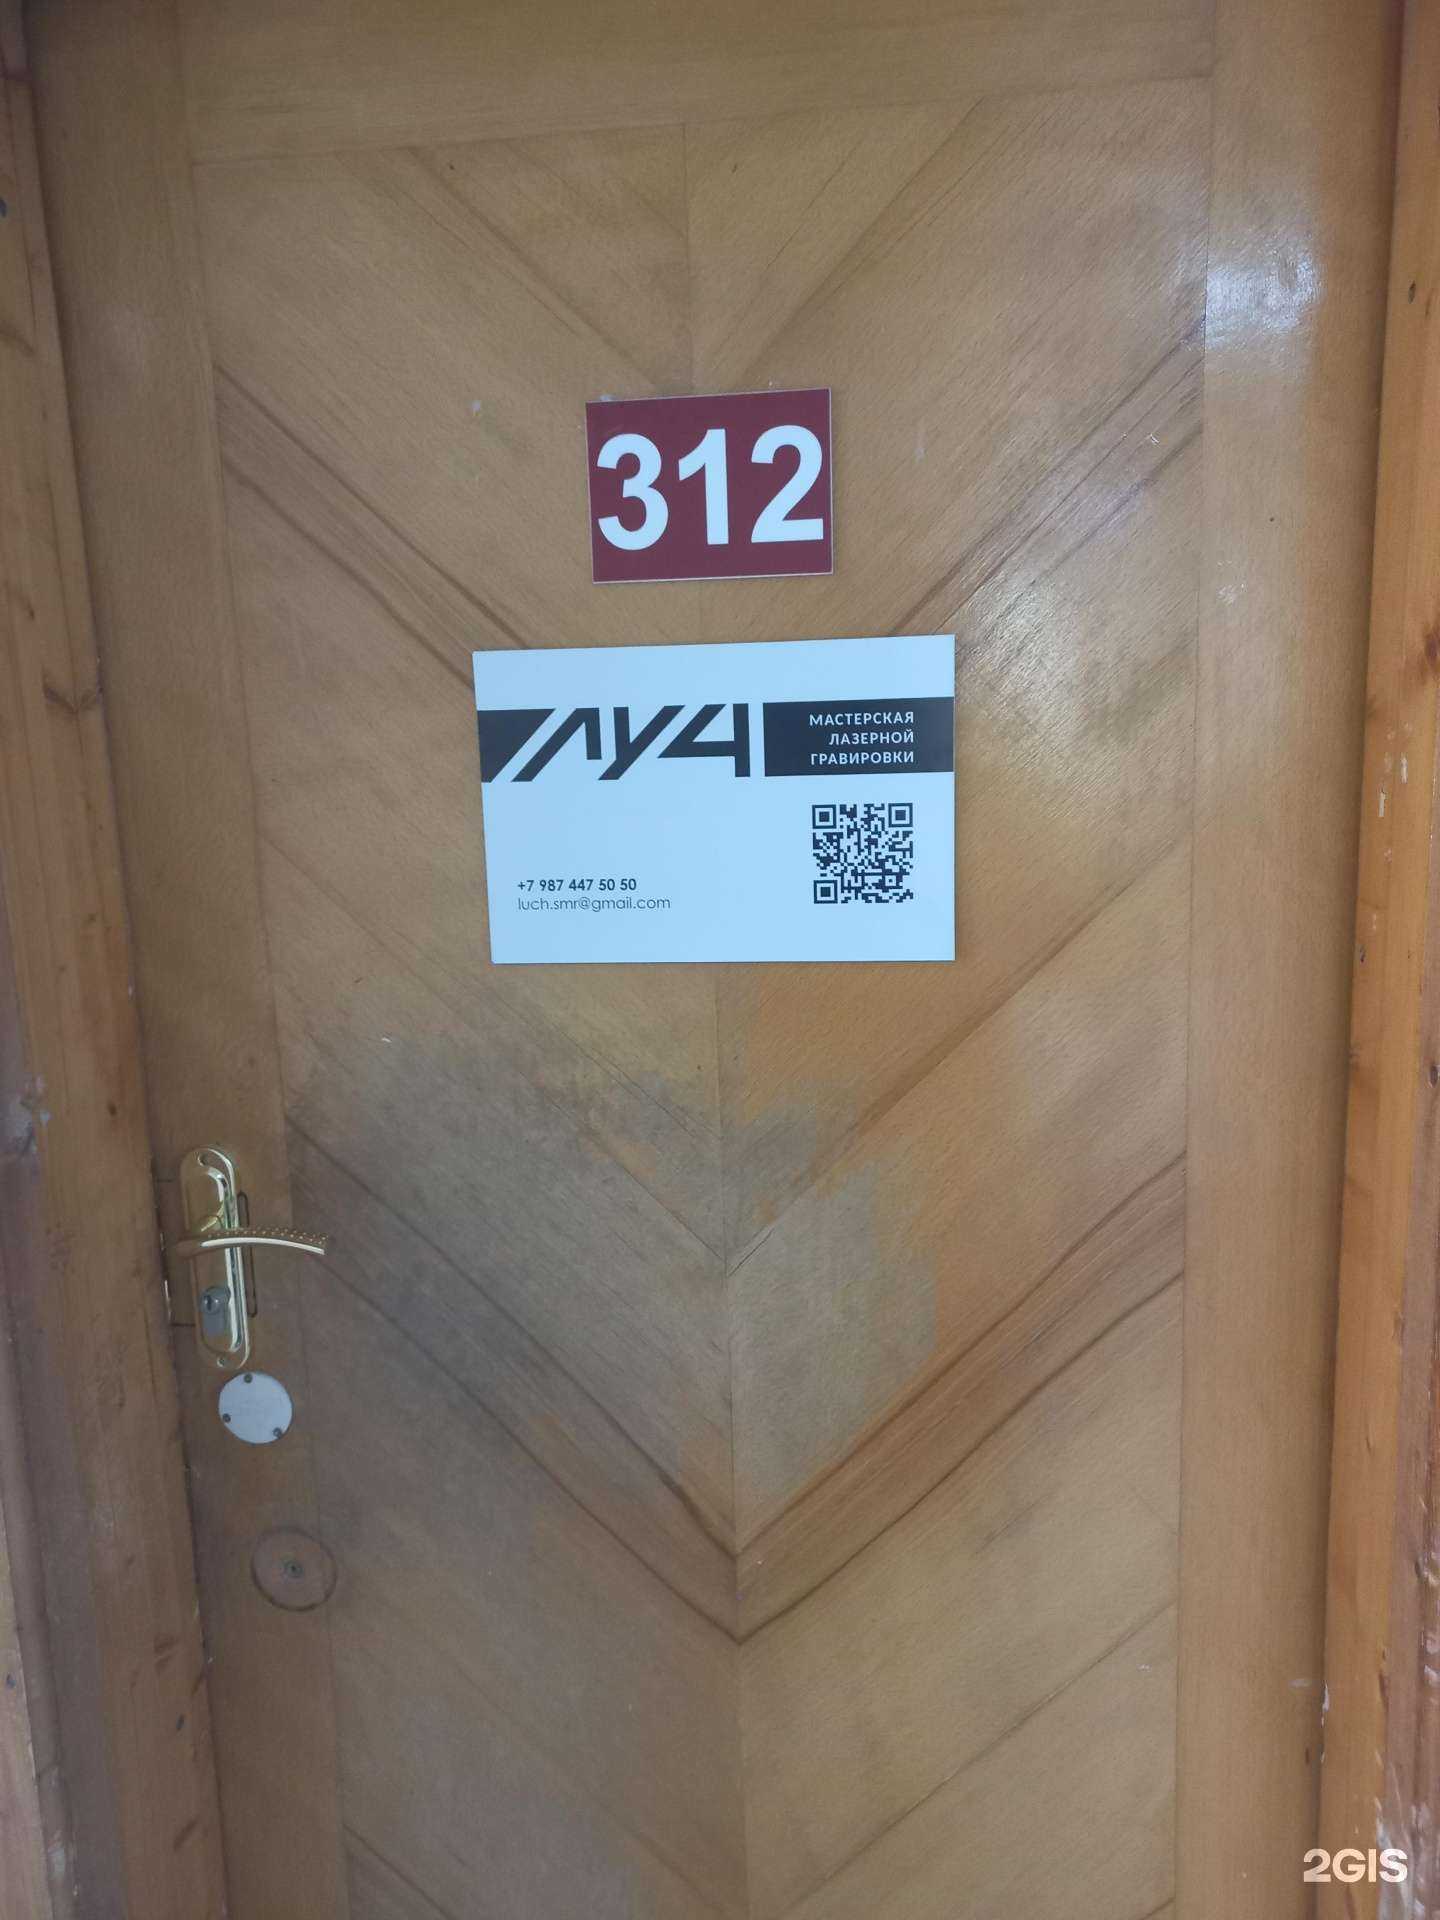 312
ЛУЧ
МАСТЕРСКАЯ
ЛАЗЕРНОЙ
ГРАВИРОВКИ
+7 987 447 50 50
luch.smr@gmail.com
2GIS